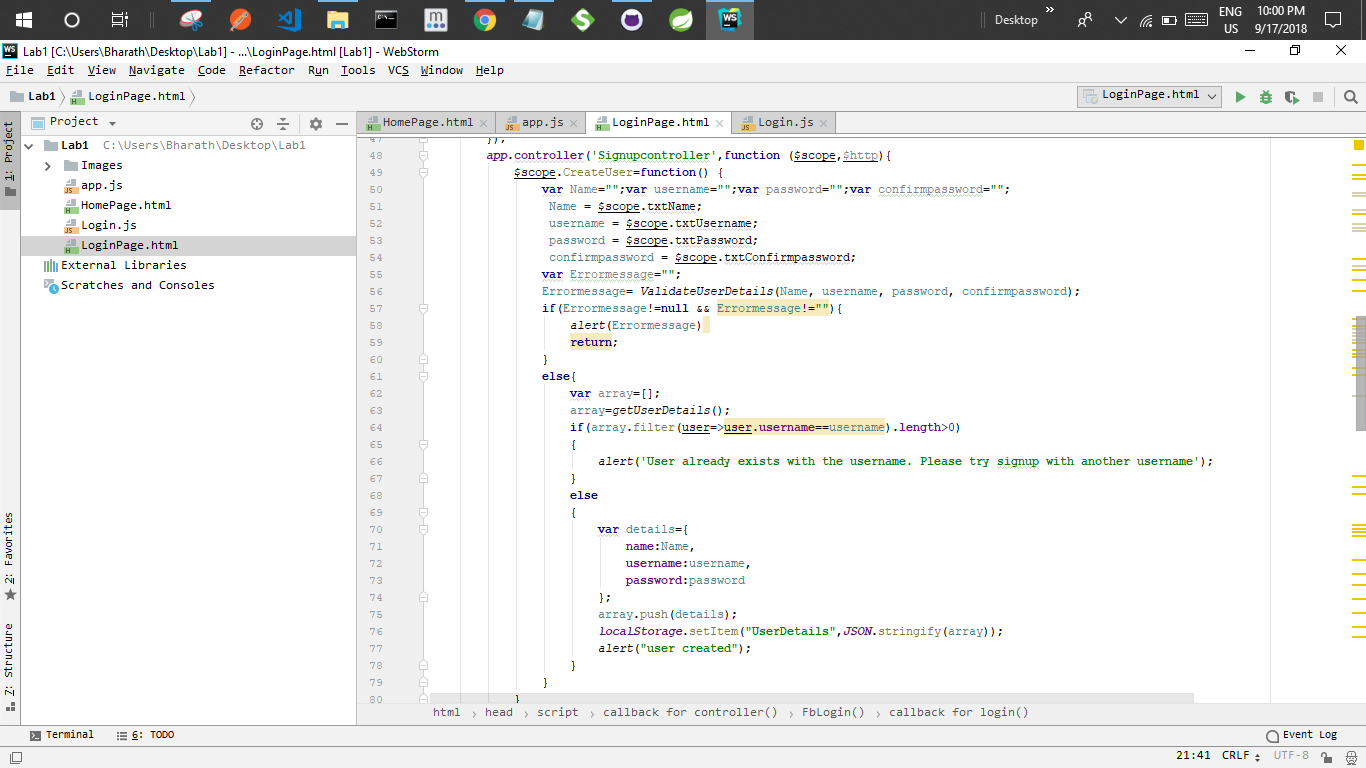 WS
Desktop
»
ENG
US
10:00 PM
9/17/2018
Lab1 [C:\Users\Bharath\Desktop\Lab1] - ...\LoginPage.html [Lab1] - WebStorm
File Edit View Navigate Code Refactor Run Tools VCS Window Help
Lab1 LoginPage.html
LoginPage.html
1: Project
Project
Lab1 C:\Users\Bharath\Desktop\Lab1
Images
app.js
HomePage.html
Login.js
LoginPage.html
External Libraries
Scratches and Consoles
2: Favorites
Z: Structure
HomePage.html app.js LoginPage.html Login.js
47 });
48 app.controller('Signupcontroller',function ($scope,$http){
49 $scope.CreateUser=function() {
50 var Name="";var username="";var password="";var confirmpassword="";
51 Name = $scope.txtName;
52 username = $scope.txtUsername;
53 password = $scope.txtPassword;
54 confirmpassword = $scope.txtConfirmpassword;
55 var Errormessage="";
56 Errormessage= ValidateUserDetails(Name, username, password, confirmpassword);
57 if(Errormessage!=null && Errormessage!=""){
58 alert(Errormessage)
59 return;
60 }
61 else{
62 var array=[];
63 array=getUserDetails();
64 if(array.filter(user=>user.username==username).length>0)
65 {
66 alert('User already exists with the username. Please try signup with another username');
67 }
68 else
69 {
70 var details={
71 name:Name,
72 username:username,
73 password:password
74 };
75 array.push(details);
76 localStorage.setItem("UserDetails",JSON.stringify(array));
77 alert("user created");
78 }
79 }
80 }
html › head › script › callback for controller() › FbLogin() › callback for login()
Terminal 6: TODO Event Log
21:41 CRLF UTF-8